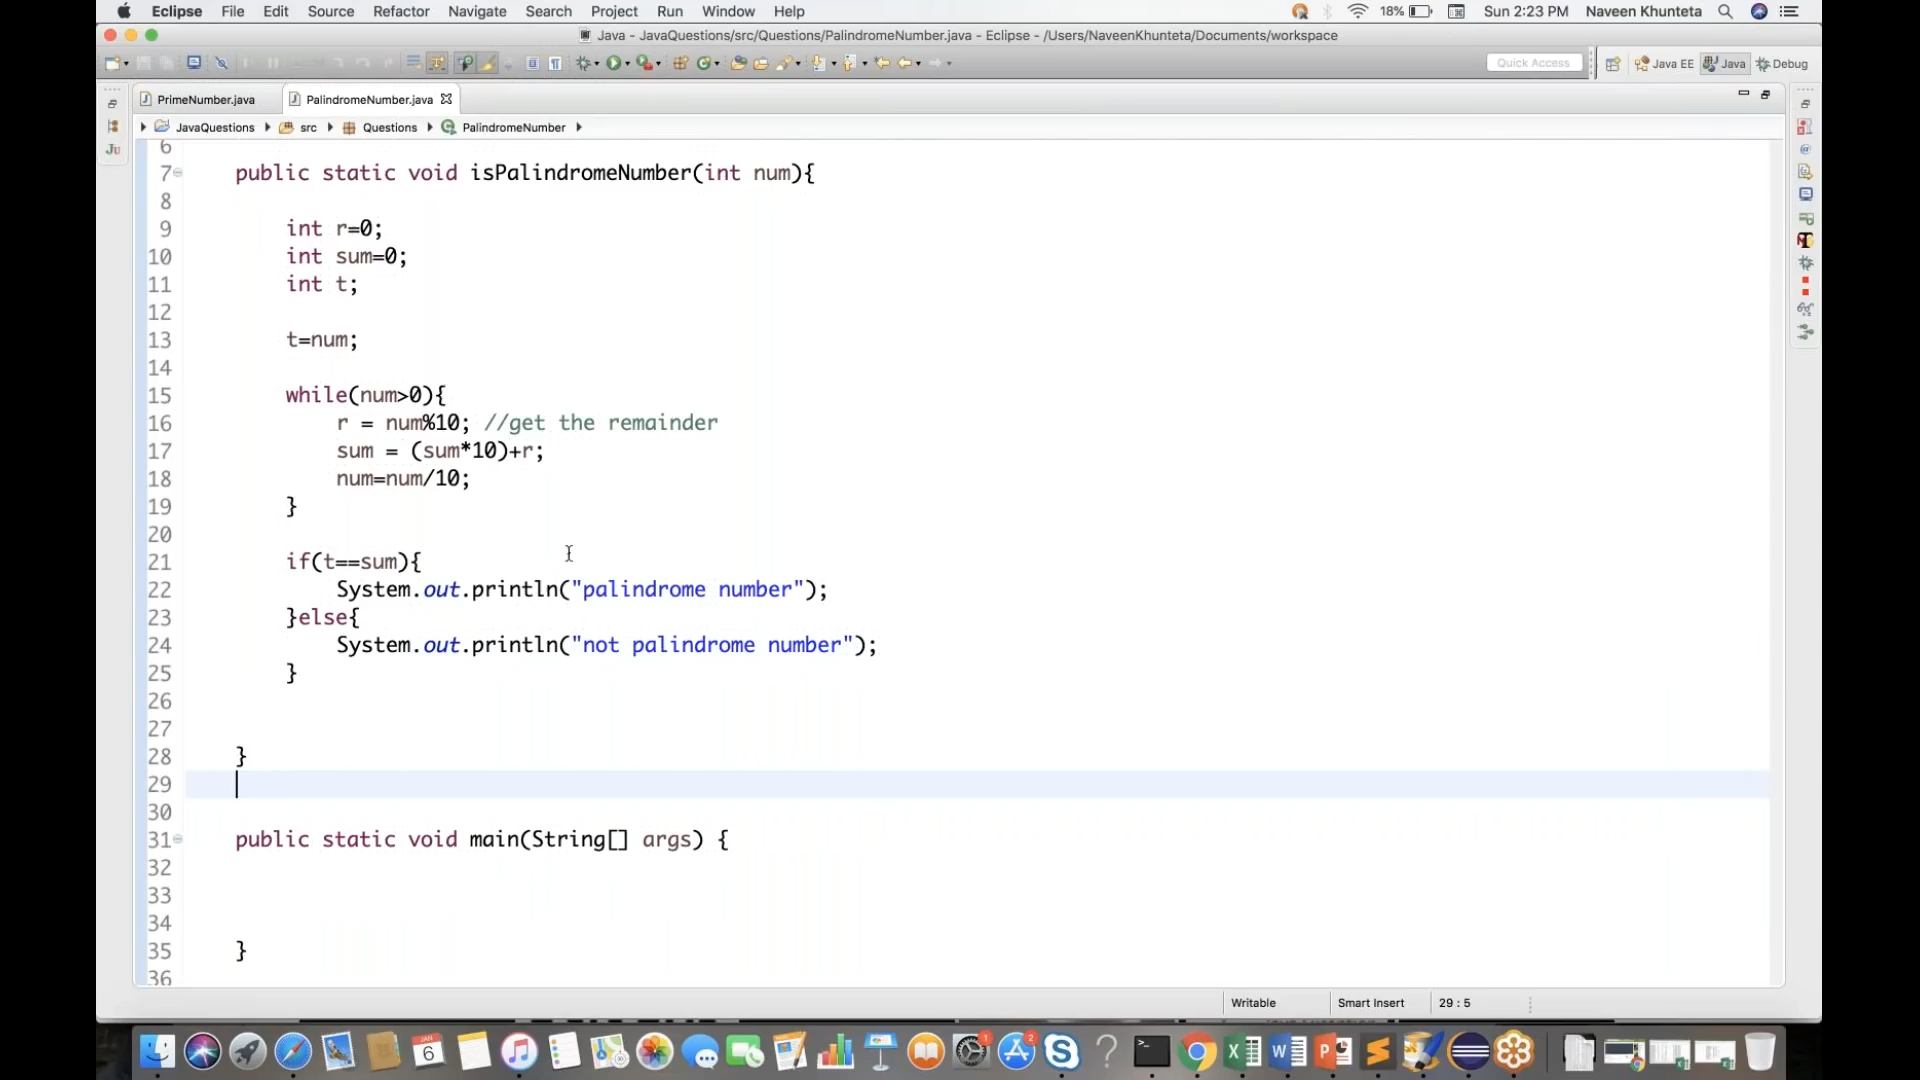 Eclipse File Edit Source Refactor Navigate Search Project Run Window Help 18% Sun 2:23 PM Naveen Khunteta
Java - JavaQuestions/src/Questions/PalindromeNumber.java - Eclipse - /Users/NaveenKhunteta/Documents/workspace
Quick Access Java EE Java Debug
PrimeNumber.java PalindromeNumber.java
JavaQuestions src Questions PalindromeNumber
6
7 public static void isPalindromeNumber(int num){
8
9 int r=0;
10 int sum=0;
11 int t;
12
13 t=num;
14
15 while(num>0){
16 r = num%10; //get the remainder
17 sum = (sum*10)+r;
18 num=num/10;
19 }
20
21 if(t==sum){
22 System.out.println("palindrome number");
23 }else{
24 System.out.println("not palindrome number");
25 }
26
27
28 }
29
30
31 public static void main(String[] args) {
32
33
34
35 }
36
Writable Smart Insert 29 : 5